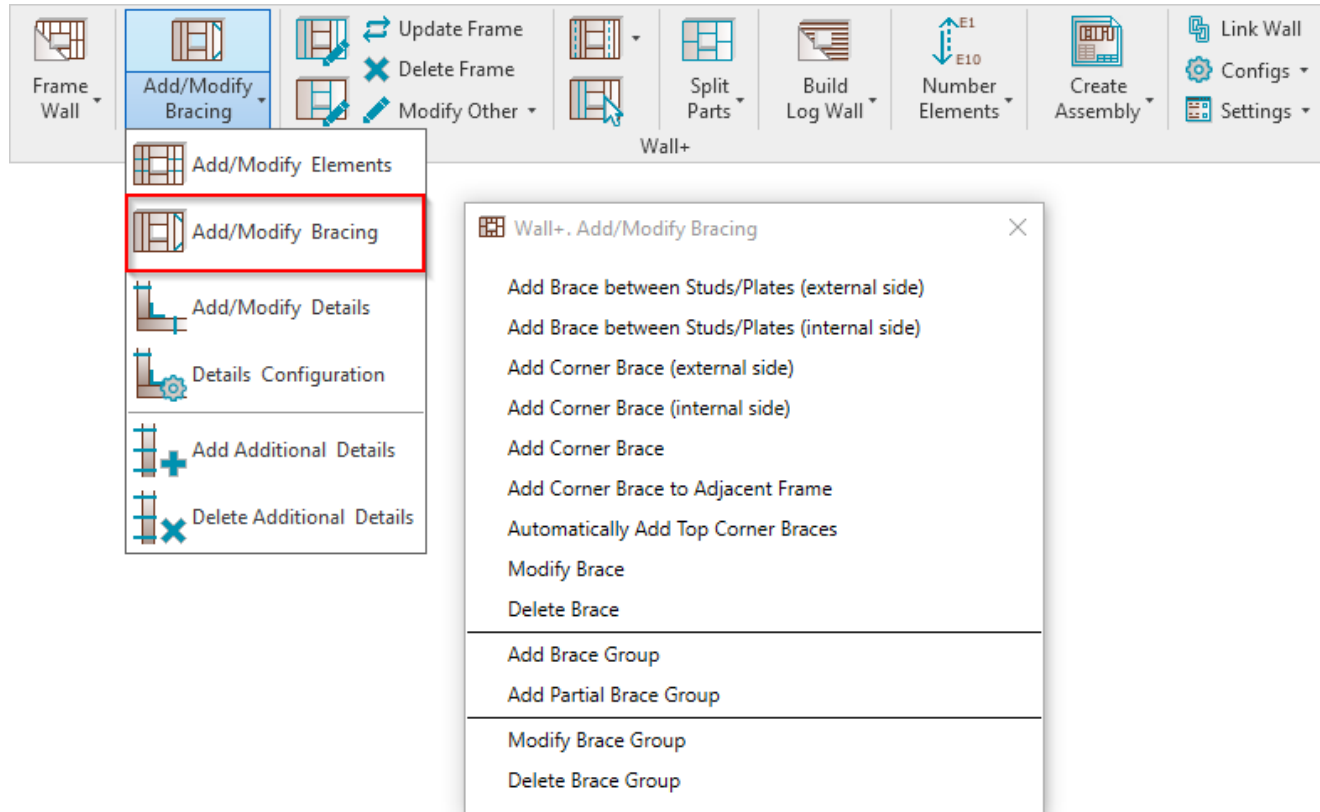 Frame
Wall
Add/Modify
Bracing
Update Frame
Delete Frame
Modify Other
Split
Parts
Build
Log Wall
E1
E10
Number
Elements
Create
Assembly
Link Wall
Configs
Settings
Wall+
Add/Modify Elements
Add/Modify Bracing
Add/Modify Details
Details Configuration
Add Additional Details
Delete Additional Details
Wall+. Add/Modify Bracing
Add Brace between Studs/Plates (external side)
Add Brace between Studs/Plates (internal side)
Add Corner Brace (external side)
Add Corner Brace (internal side)
Add Corner Brace
Add Corner Brace to Adjacent Frame
Automatically Add Top Corner Braces
Modify Brace
Delete Brace
Add Brace Group
Add Partial Brace Group
Modify Brace Group
Delete Brace Group